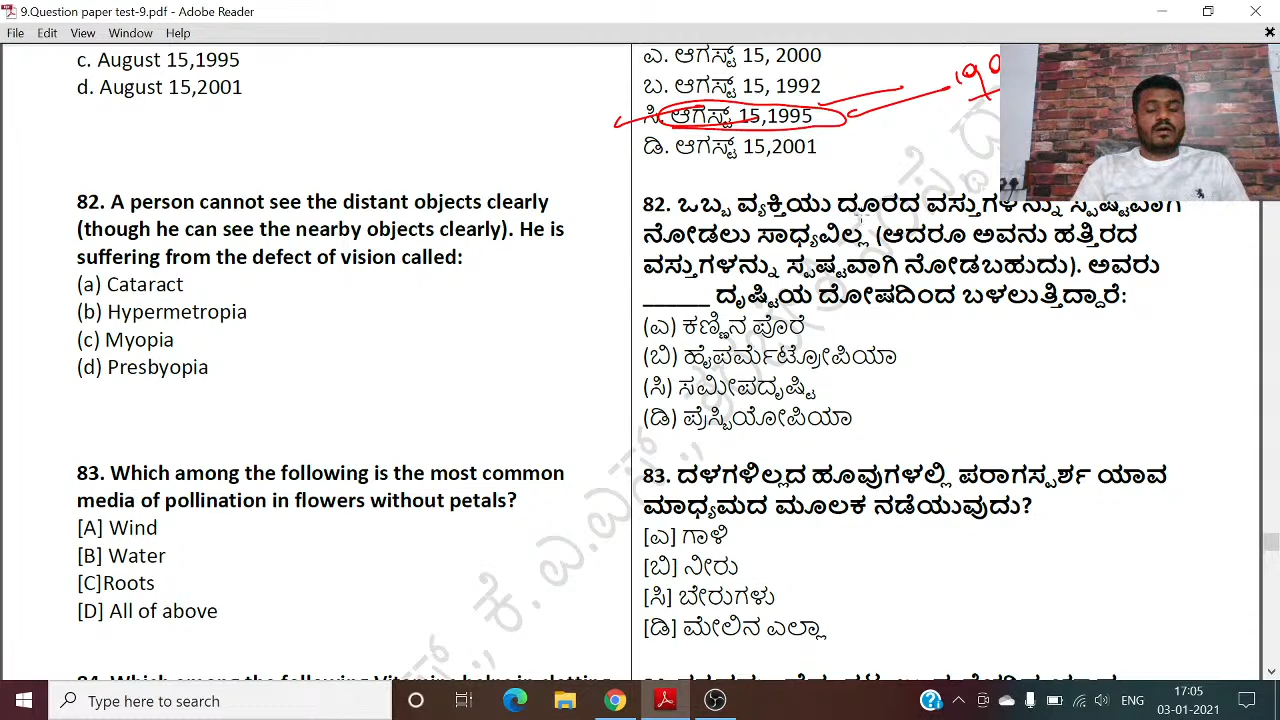 9.Question paper test-9.pdf - Adobe Reader
File Edit View Window Help
c. August 15,1995
d. August 15,2001
82. A person cannot see the distant objects clearly
(though he can see the nearby objects clearly). He is
suffering from the defect of vision called:
(a) Cataract
(b) Hypermetropia
(c) Myopia
(d) Presbyopia
83. Which among the following is the most common
media of pollination in flowers without petals?
[A] Wind
[B] Water
[C]Roots
[D] All of above
ಎ. ಆಗಸ್ಟ್ 15, 2000
ಬ. ಆಗಸ್ಟ್ 15, 1992
ಸಿ. ಆಗಸ್ಟ್ 15,1995
ಡಿ. ಆಗಸ್ಟ್ 15,2001
82. ಒಬ್ಬ ವ್ಯಕ್ತಿಯು ದೂರದ ವಸ್ತುಗಳನ್ನು ಸ್ಪಷ್ಟವಾಗಿ
ನೋಡಲು ಸಾಧ್ಯವಿಲ್ಲ (ಆದರೂ ಅವನು ಹತ್ತಿರದ
ವಸ್ತುಗಳನ್ನು ಸ್ಪಷ್ಟವಾಗಿ ನೋಡಬಹುದು). ಅವರು
______ ದೃಷ್ಟಿಯ ದೋಷದಿಂದ ಬಳಲುತ್ತಿದ್ದಾರೆ:
(ಎ) ಕಣ್ಣಿನ ಪೊರೆ
(ಬಿ) ಹೈಪರ್ಮೆಟ್ರೋಪಿಯಾ
(ಸಿ) ಸಮೀಪದೃಷ್ಟಿ
(ಡಿ) ಪ್ರೆಸ್ಬಿಯೋಪಿಯಾ
83. ದಳಗಳಿಲ್ಲದ ಹೂವುಗಳಲ್ಲಿ ಪರಾಗಸ್ಪರ್ಶ ಯಾವ
ಮಾಧ್ಯಮದ ಮೂಲಕ ನಡೆಯುವುದು?
[ಎ] ಗಾಳಿ
[ಬಿ] ನೀರು
[ಸಿ] ಬೇರುಗಳು
[ಡಿ] ಮೇಲಿನ ಎಲ್ಲಾ
Type here to search
ENG
17:05
03-01-2021